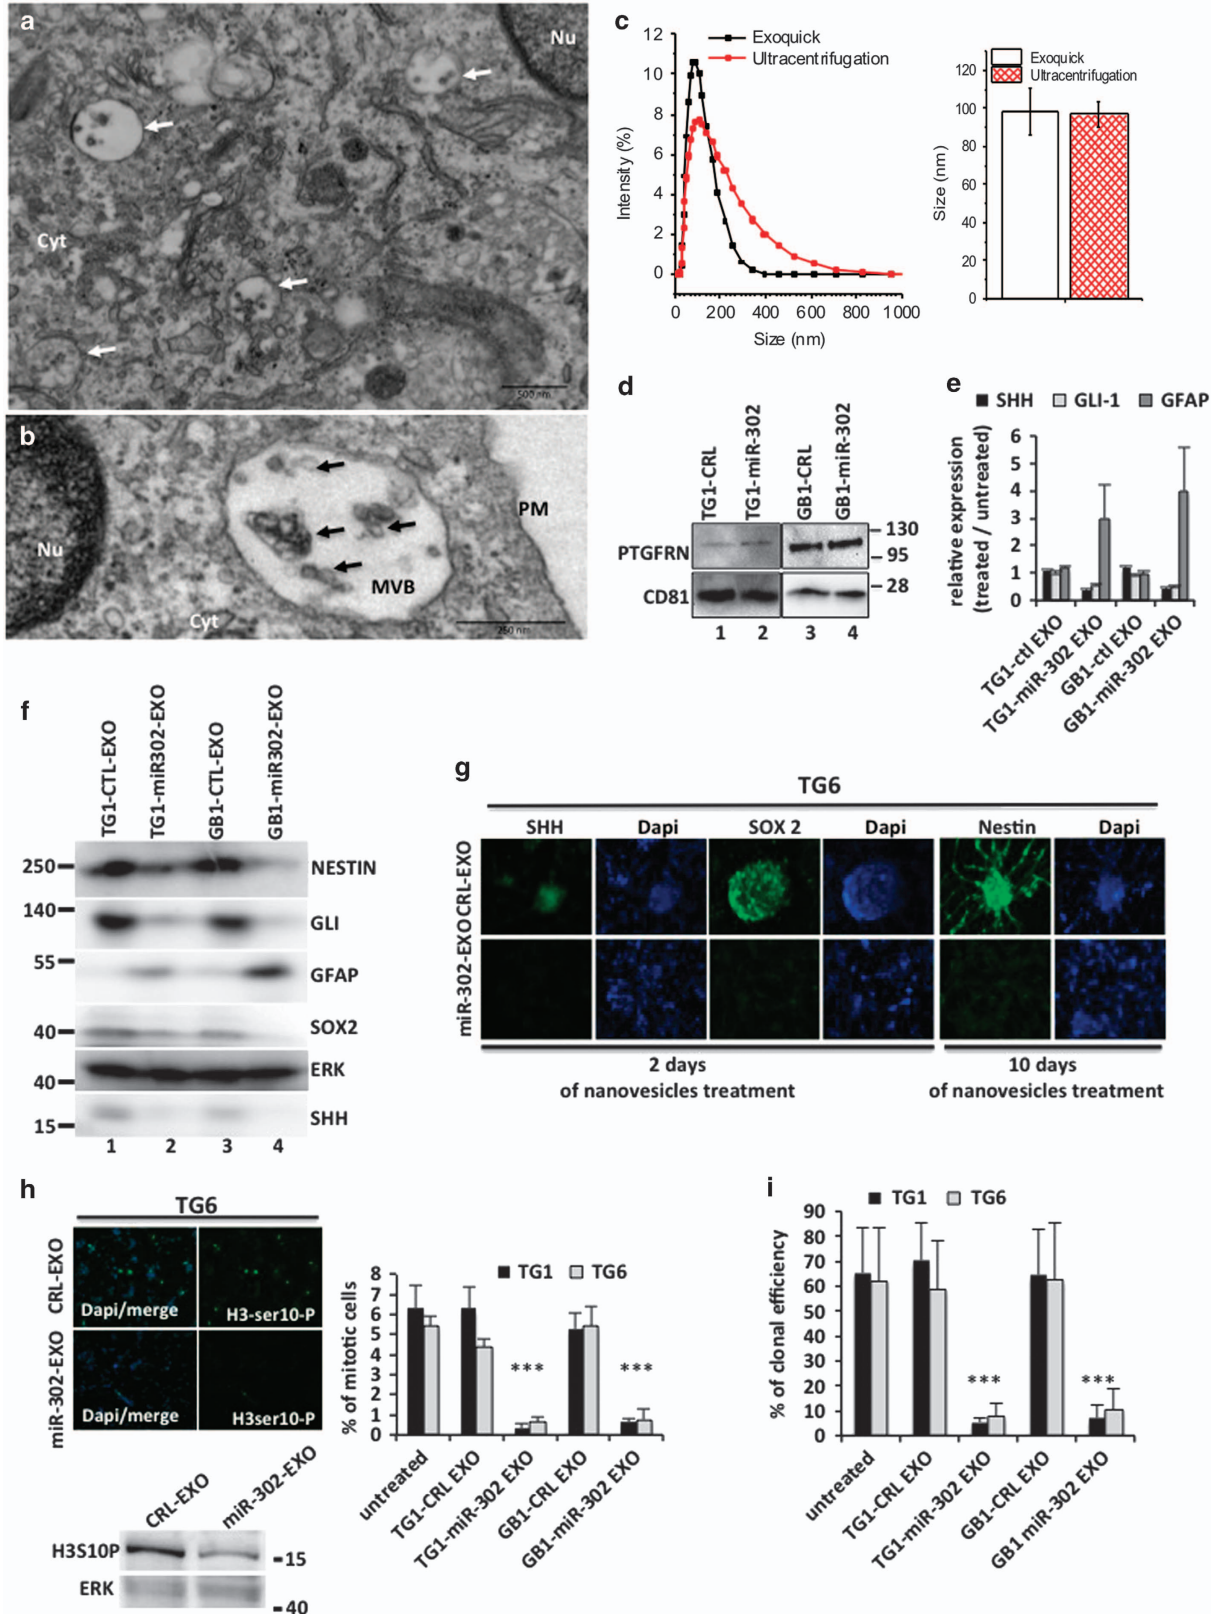 a
Nu
Cyt
500 nm
b
Nu
Cyt
MVB
PM
250 nm
c
Exoquick
Ultracentrifugation
12
10
8
6
4
2
0
Intensity (%)
0 200 400 600 800 1000
Size (nm)
Exoquick
Ultracentrifugation
120
100
80
60
40
20
0
Size (nm)
d
TG1-CRL
TG1-miR-302
GB1-CRL
GB1-miR-302
PTGFRN
130
95
CD81
28
1 2 3 4
e
SHH GLI-1 GFAP
6
5
4
3
2
1
0
relative expression
(treated / untreated)
TG1-ctl EXO
TG1-miR-302 EXO
GB1-ctl EXO
GB1-miR-302 EXO
f
TG1-CTL-EXO
TG1-miR302-EXO
GB1-CTL-EXO
GB1-miR302-EXO
250 NESTIN
140
GLI
55
GFAP
40 SOX2
ERK
40
SHH
15
1 2 3 4
g
TG6
SHH Dapi SOX 2 Dapi Nestin Dapi
CRL-EXO
miR-302-EXO
2 days
of nanovesicles treatment
10 days
of nanovesicles treatment
h
TG6
CRL-EXO
Dapi/merge H3-ser10-P
miR-302-EXO
Dapi/merge H3ser10-P
CRL-EXO
miR-302-EXO
H3S10P
15
ERK
40
TG1 TG6
8
7
6
5
4
3
2
1
0
% of mitotic cells
*** ***
untreated
TG1-CRL EXO
TG1-miR-302 EXO
GB1-CRL EXO
GB1-miR-302 EXO
i
TG1 TG6
90
80
70
60
50
40
30
20
10
0
% of clonal efficiency
*** ***
untreated
TG1-CRL EXO
TG1-miR-302 EXO
GB1-CRL EXO
GB1 miR-302 EXO